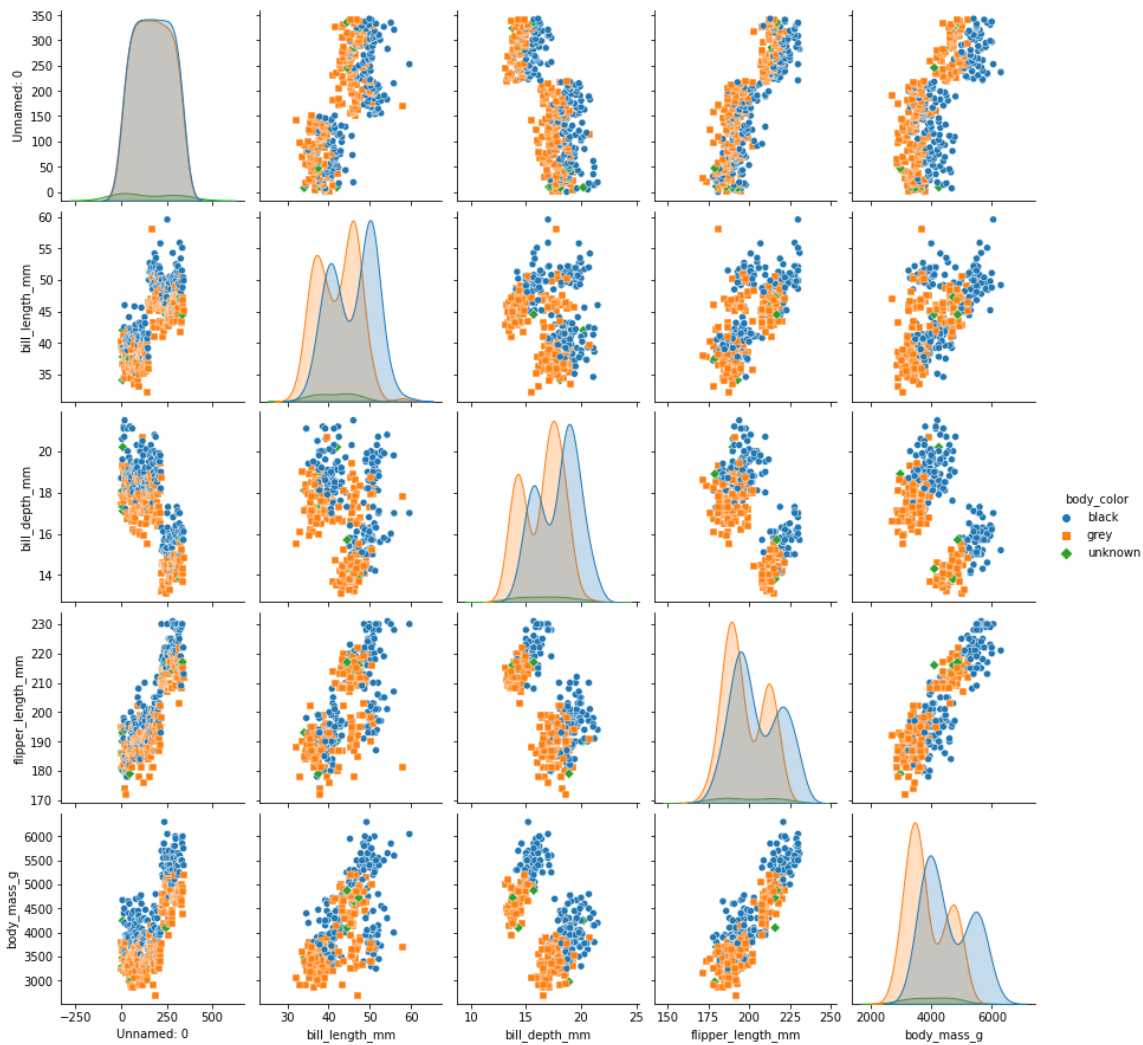 350
300
250
200
150
100
50
0
Unnamed: 0
60
55
50
45
40
35
bill_length_mm
20
18
16
14
bill_depth_mm
body_color
black
grey
unknown
230
220
210
200
190
180
170
flipper_length_mm
6000
5500
5000
4500
4000
3500
3000
body_mass_g
−250 0 250 500
Unnamed: 0
30 40 50 60
bill_length_mm
10 15 20 25
bill_depth_mm
150 175 200 225 250
flipper_length_mm
2000 4000 6000
body_mass_g